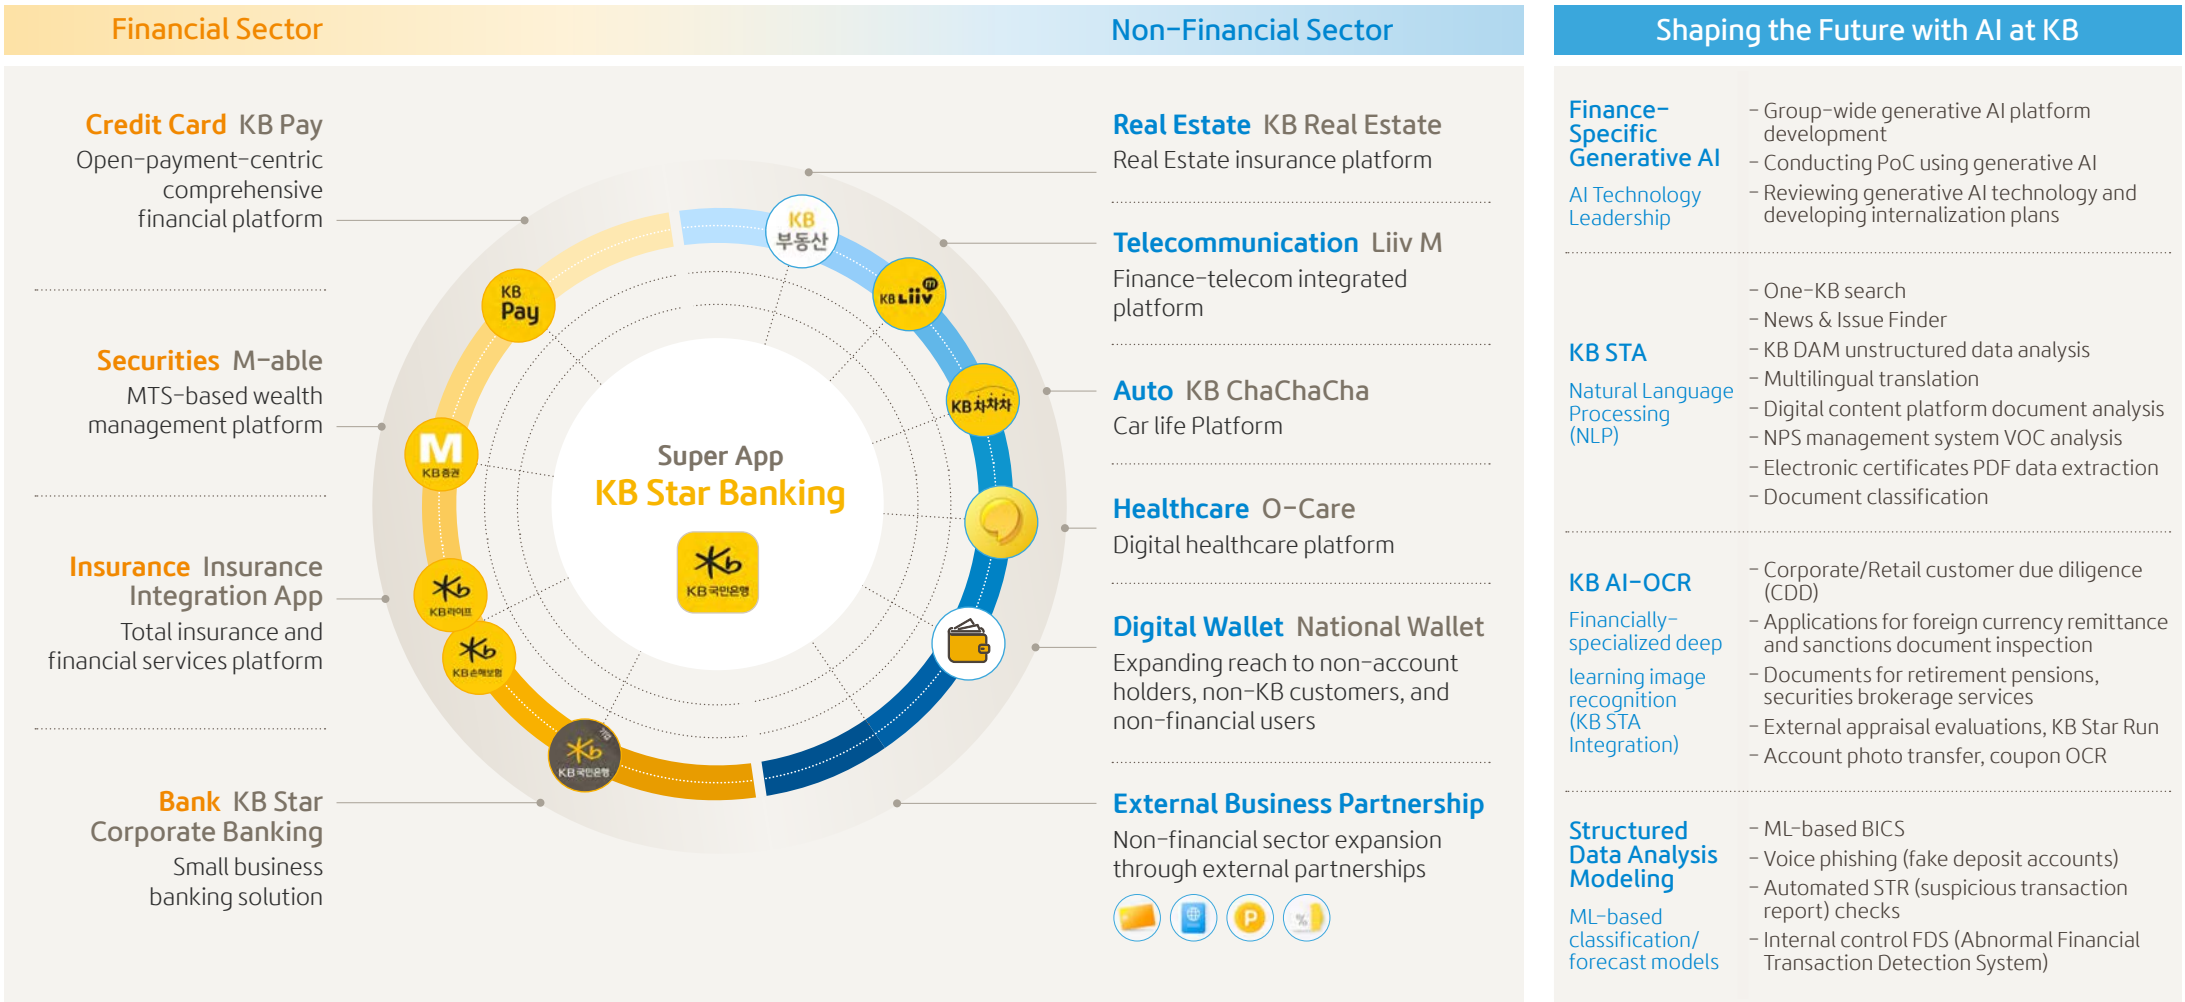 Financial Sector
Non-Financial Sector
Credit Card KB Pay
Open-payment-centric
comprehensive
financial platform
Securities M-able
MTS-based wealth
management platform
Insurance Insurance
Integration App
Total insurance and
financial services platform
Bank KB Star
Corporate Banking
Small business
banking solution
KB
부동산
KB Liiv M
KB
Pay
KB차차차
M
KB증권
Super App
KB Star Banking
Kb
KB국민은행
Kb
KB라이프
Kb
KB손해보험
기업
Kb
KB국민은행
Real Estate KB Real Estate
Real Estate insurance platform
Telecommunication Liiv M
Finance-telecom integrated
platform
Auto KB ChaChaCha
Car life Platform
Healthcare O-Care
Digital healthcare platform
Digital Wallet National Wallet
Expanding reach to non-account
holders, non-KB customers, and
non-financial users
External Business Partnership
Non-financial sector expansion
through external partnerships
P
%
Shaping the Future with AI at KB
Finance-
Specific
Generative AI
AI Technology
Leadership
- Group-wide generative AI platform
development
- Conducting PoC using generative AI
- Reviewing generative AI technology and
developing internalization plans
KB STA
Natural Language
Processing
(NLP)
- One-KB search
- News & Issue Finder
- KB DAM unstructured data analysis
- Multilingual translation
- Digital content platform document analysis
- NPS management system VOC analysis
- Electronic certificates PDF data extraction
- Document classification
KB AI-OCR
Financially-
specialized deep
learning image
recognition
(KB STA
Integration)
- Corporate/Retail customer due diligence
(CDD)
- Applications for foreign currency remittance
and sanctions document inspection
- Documents for retirement pensions,
securities brokerage services
- External appraisal evaluations, KB Star Run
- Account photo transfer, coupon OCR
Structured
Data Analysis
Modeling
ML-based
classification/
forecast models
- ML-based BICS
- Voice phishing (fake deposit accounts)
- Automated STR (suspicious transaction
report) checks
- Internal control FDS (Abnormal Financial
Transaction Detection System)